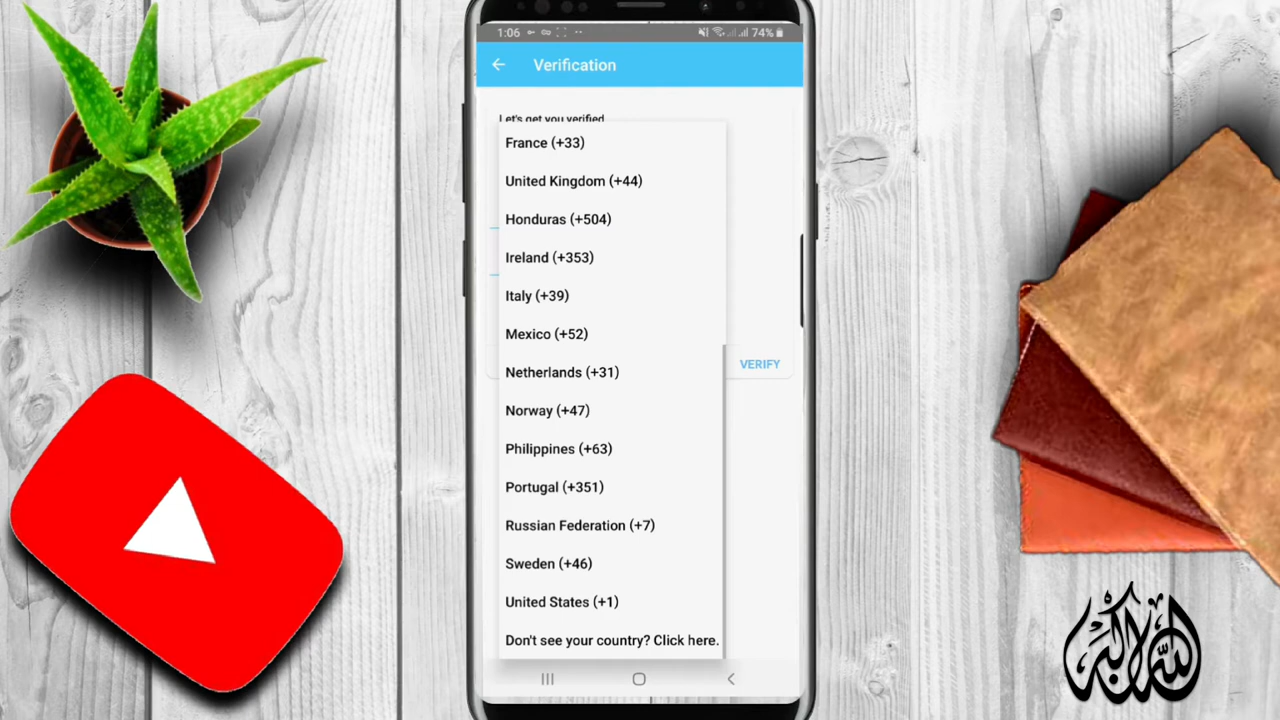 1:06
74%
Verification
Let's get you verified
France (+33)
United Kingdom (+44)
Honduras (+504)
Ireland (+353)
Italy (+39)
Mexico (+52)
VERIFY
Netherlands (+31)
Norway (+47)
Philippines (+63)
Portugal (+351)
Russian Federation (+7)
Sweden (+46)
United States (+1)
Don't see your country? Click here.
الله أكبر